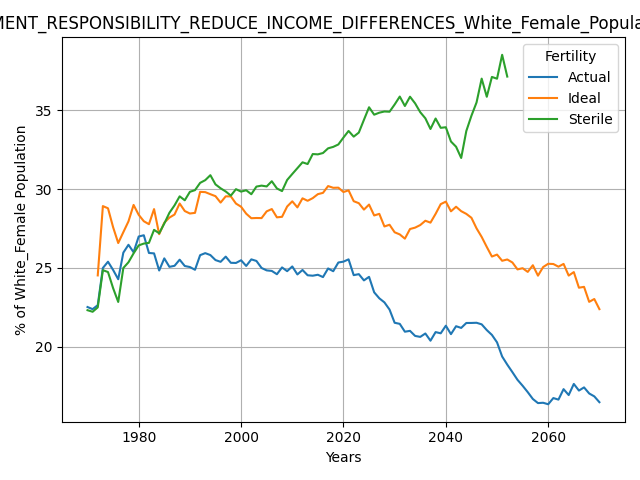 MENT_RESPONSIBILITY_REDUCE_INCOME_DIFFERENCES_White_Female_Popula
Fertility
Actual
Ideal
Sterile
% of White_Female Population
35
30
25
20
1980
2000
2020
2040
2060
Years